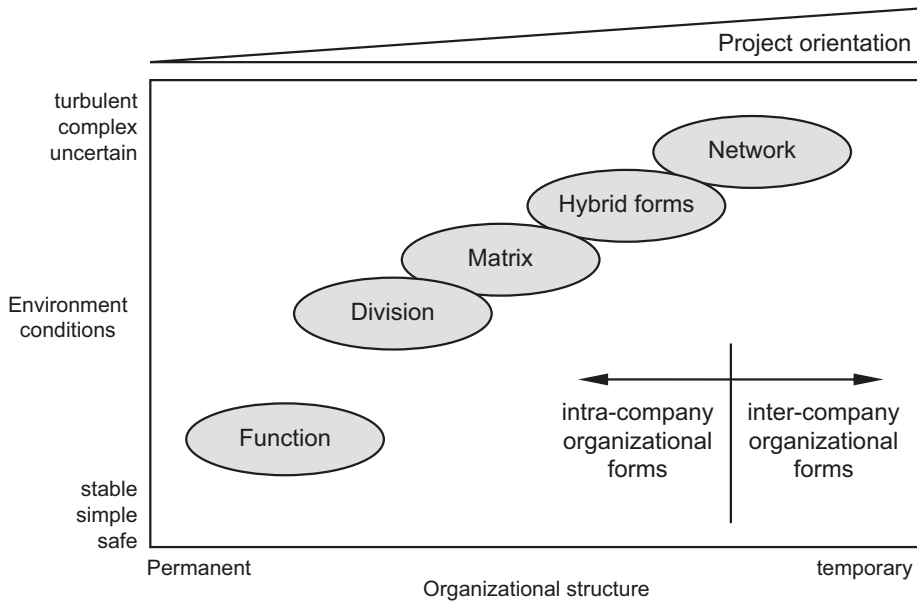 Project orientation
turbulent
complex
uncertain
Network
Hybrid forms
Matrix
Division
Environment
conditions
Function
intra-company
organizational
forms
inter-company
organizational
forms
stable
simple
safe
Permanent
temporary
Organizational structure